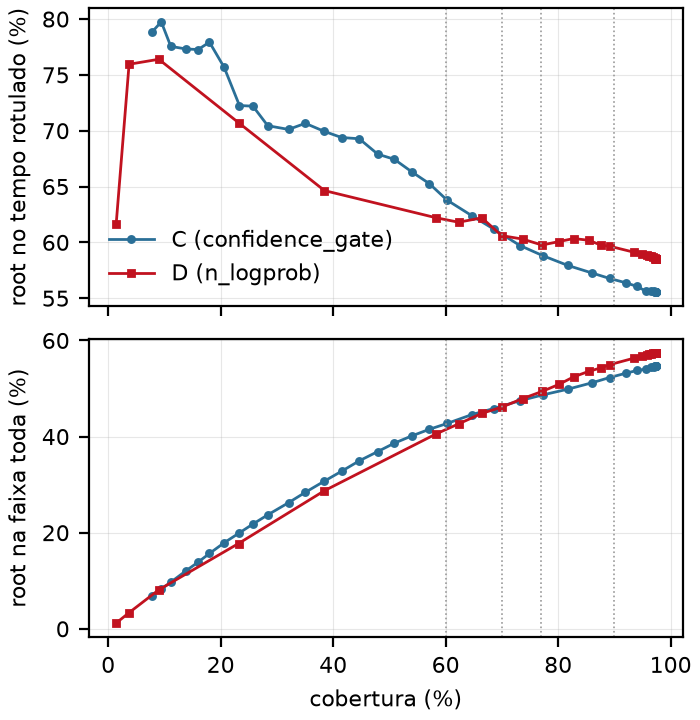 root no tempo rotulado (%)
80
75
70
65
60
55
C (confidence_gate)
D (n_logprob)
root na faixa toda (%)
60
40
20
0
0 20 40 60 80 100
cobertura (%)